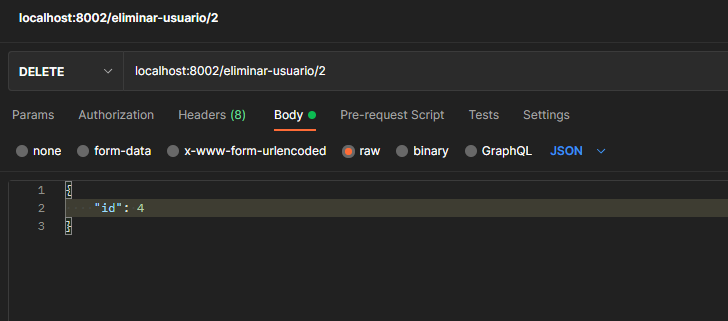 localhost:8002/eliminar-usuario/2
DELETE localhost:8002/eliminar-usuario/2
Params Authorization Headers (8) Body Pre-request Script Tests Settings
none form-data x-www-form-urlencoded raw binary GraphQL JSON
1 {
2 "id": 4
3 }